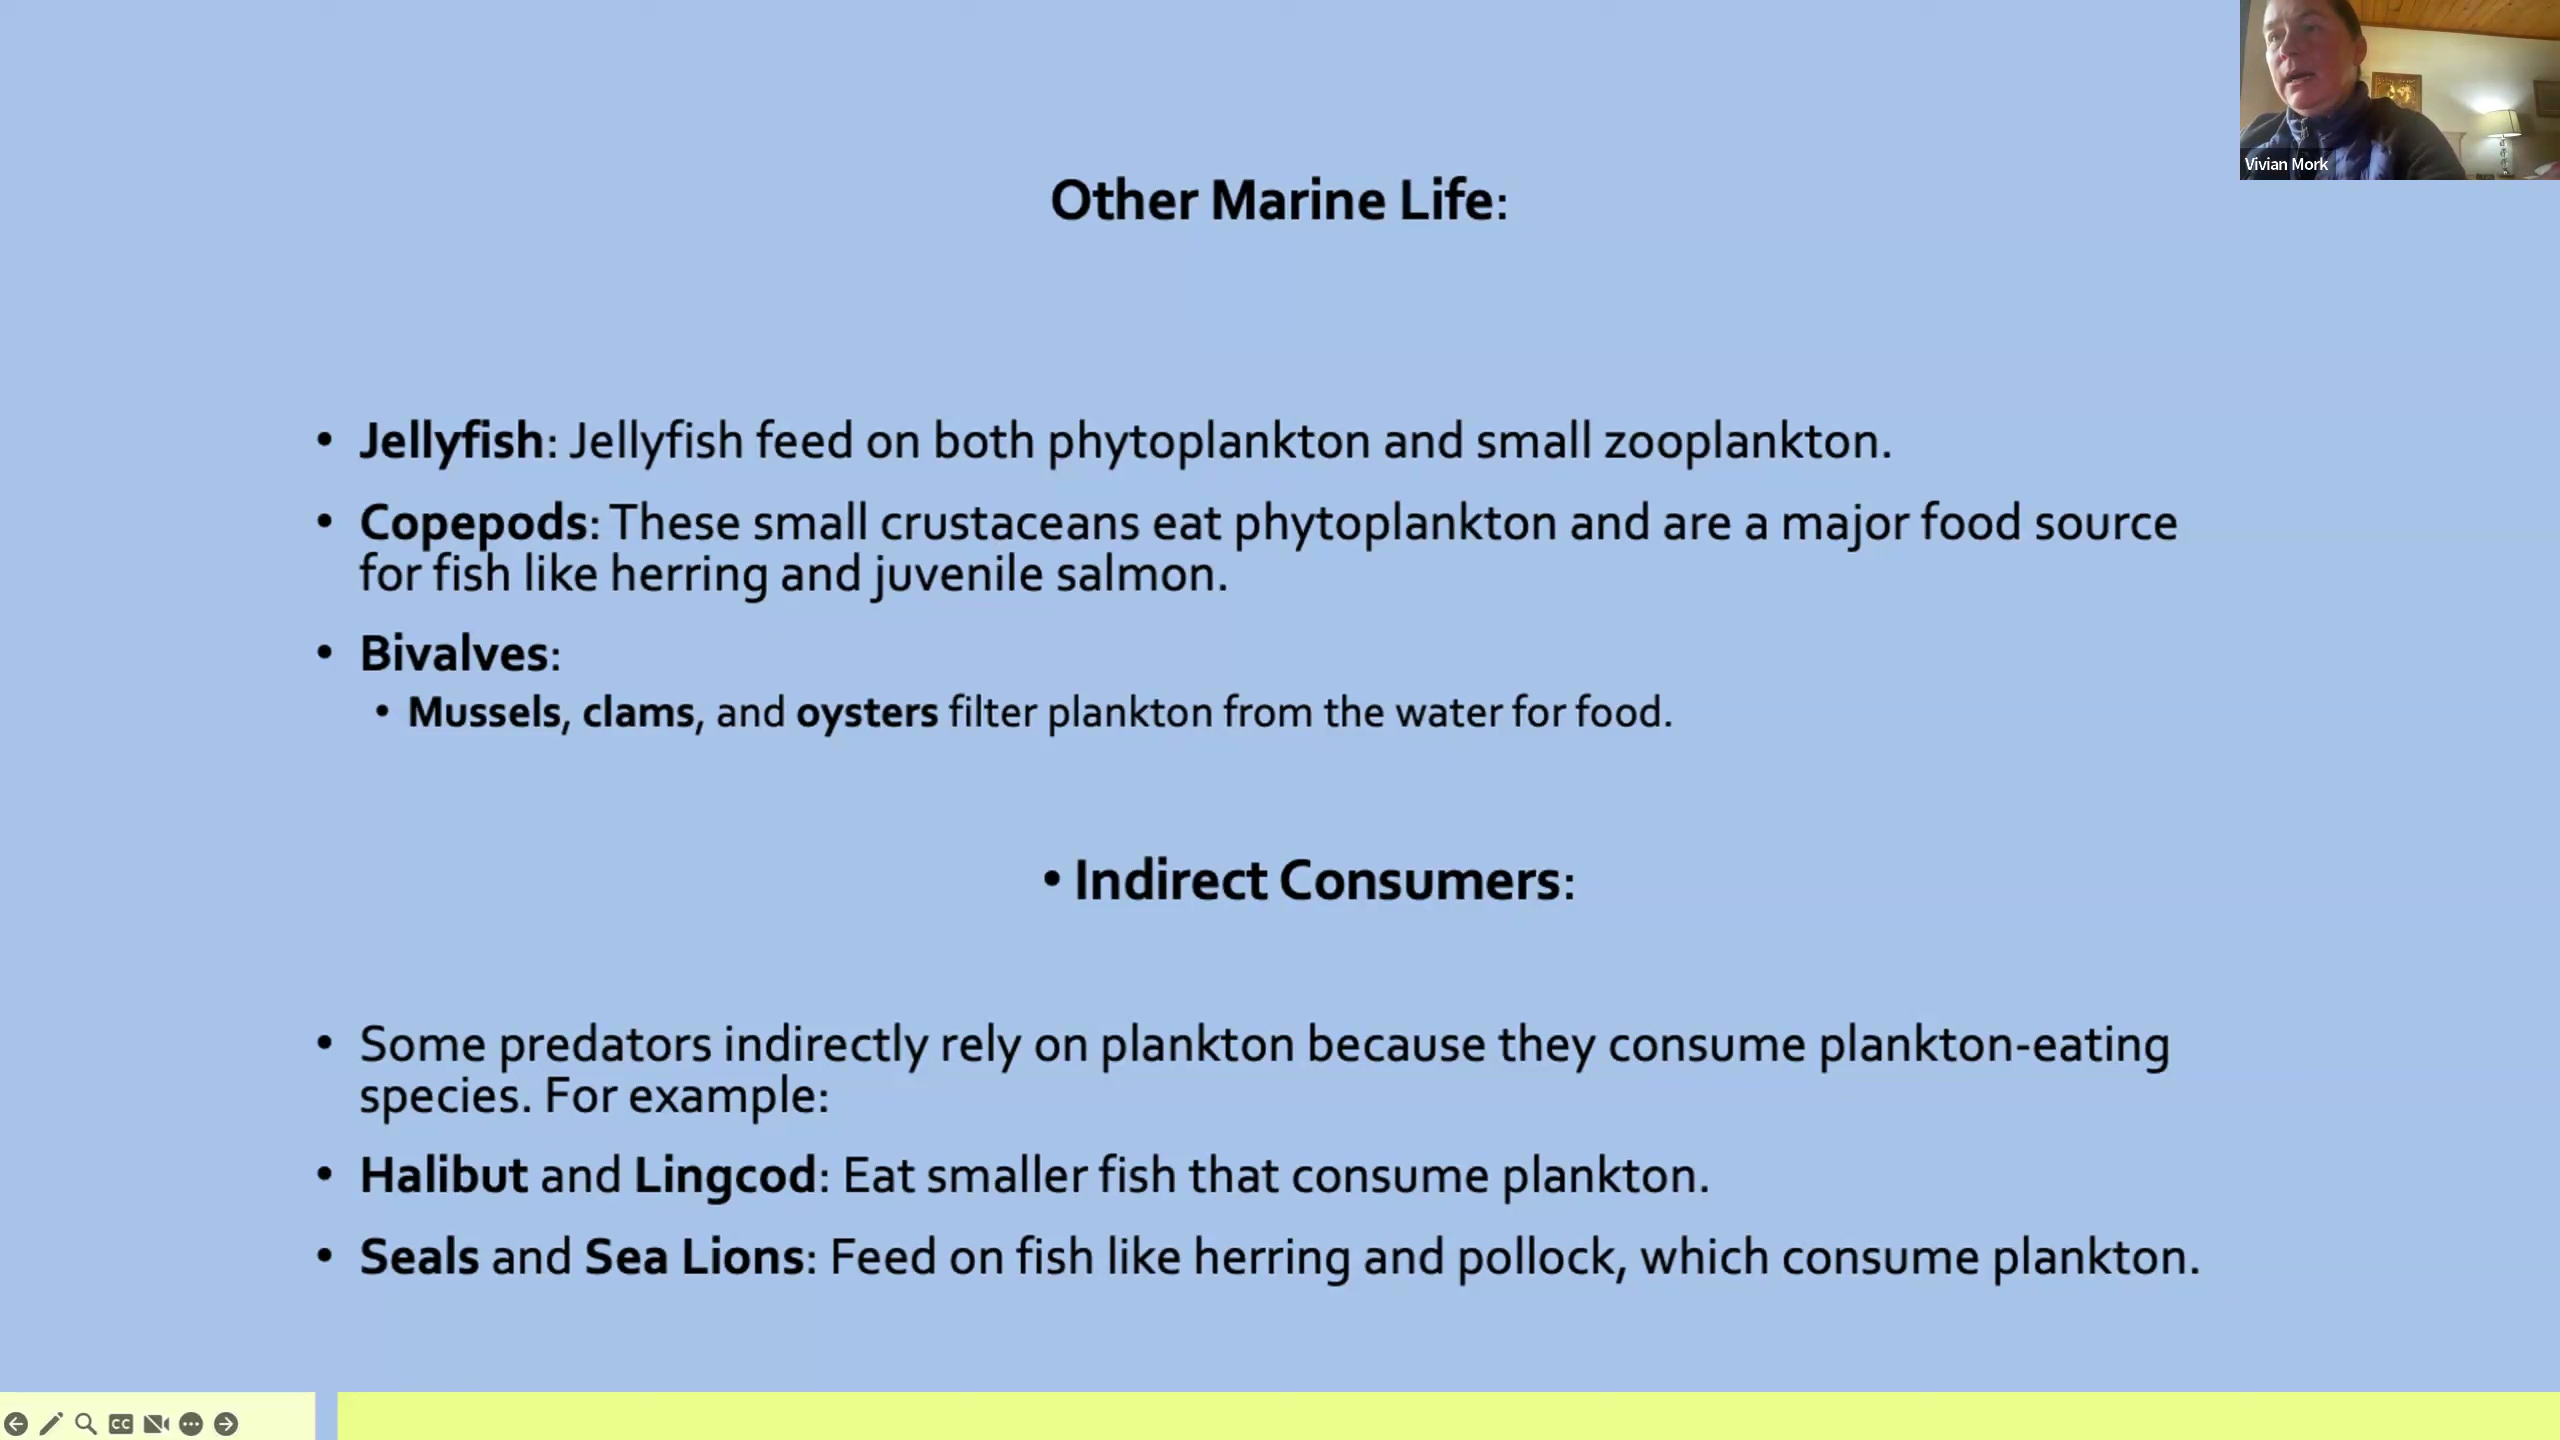 Vivian Mork
Other Marine Life:
• Jellyfish: Jellyfish feed on both phytoplankton and small zooplankton.
• Copepods: These small crustaceans eat phytoplankton and are a major food source
for fish like herring and juvenile salmon.
• Bivalves:
• Mussels, clams, and oysters filter plankton from the water for food.
• Indirect Consumers:
• Some predators indirectly rely on plankton because they consume plankton-eating
species. For example:
• Halibut and Lingcod: Eat smaller fish that consume plankton.
• Seals and Sea Lions: Feed on fish like herring and pollock, which consume plankton.
CC